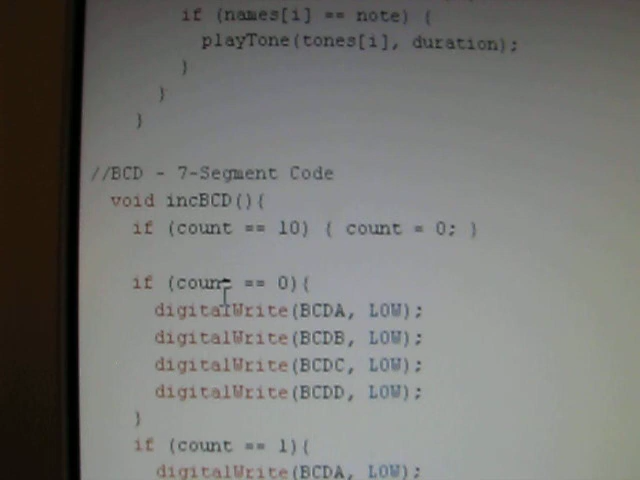 if (names[i] == note) {
playTone(tones[i], duration);
}
}
}
//BCD - 7-Segment Code
void incBCD(){
if (count == 10) { count = 0; }
if (count == 0){
digitalWrite(BCDA, LOW);
digitalWrite(BCDB, LOW);
digitalWrite(BCDC, LOW);
digitalWrite(BCDD, LOW);
}
if (count == 1){
digitalWrite(BCDA, LOW);